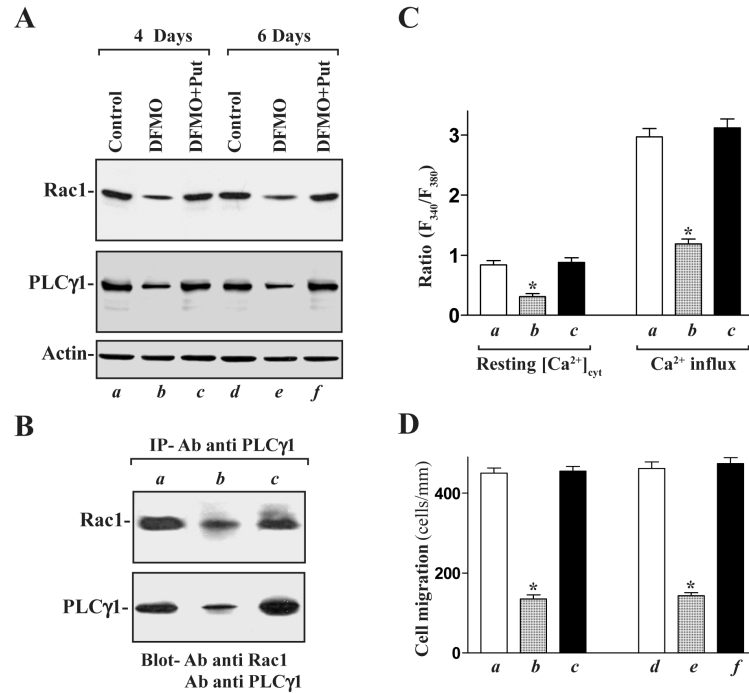 A
4 Days 6 Days
Control DFMO DFMO+Put Control DFMO DFMO+Put
Rac1-
PLCγ1-
Actin-
a b c d e f
B
IP- Ab anti PLCγ1
a b c
Rac1-
PLCγ1-
Blot- Ab anti Rac1
Ab anti PLCγ1
C
Ratio (F340/F380)
3
2
1
0
* *
a b c a b c
Resting [Ca2+]cyt Ca2+ influx
D
Cell migration (cells/mm)
400
200
0
* *
a b c d e f